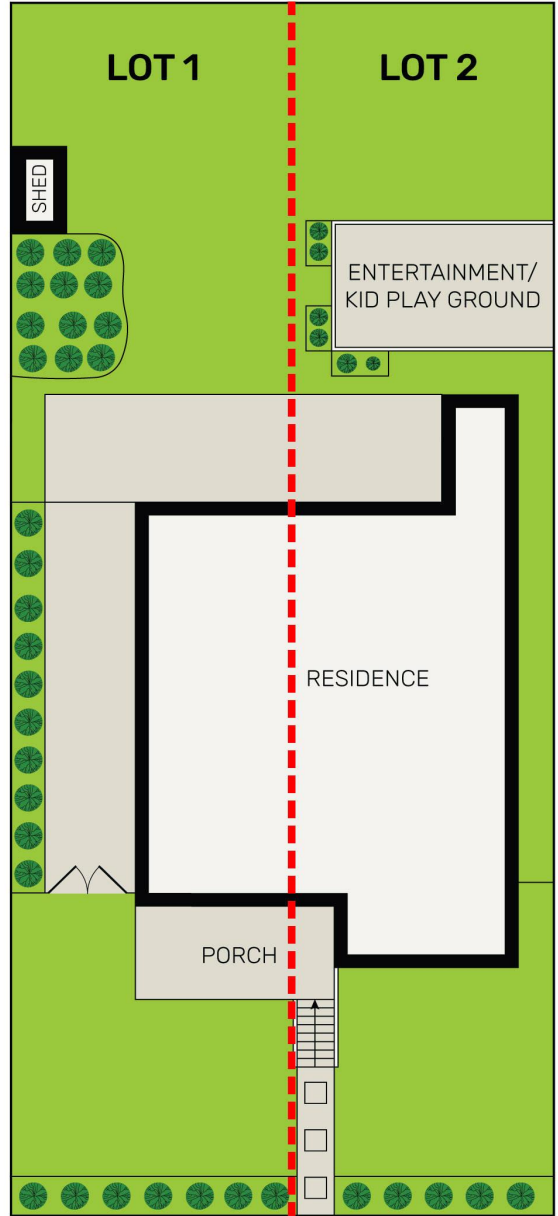 LOT 1
LOT 2
SHED
ENTERTAINMENT/
KID PLAY GROUND
RESIDENCE
PORCH